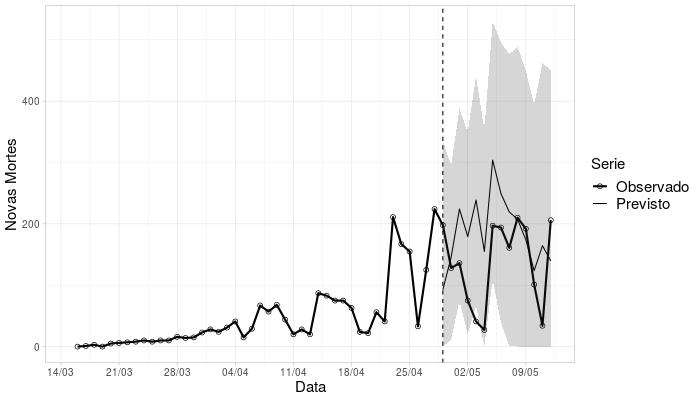 Novas Mortes
400
200
0
14/03 21/03 28/03 04/04 11/04 18/04 25/04 02/05 09/05
Data
Serie
Observado
Previsto